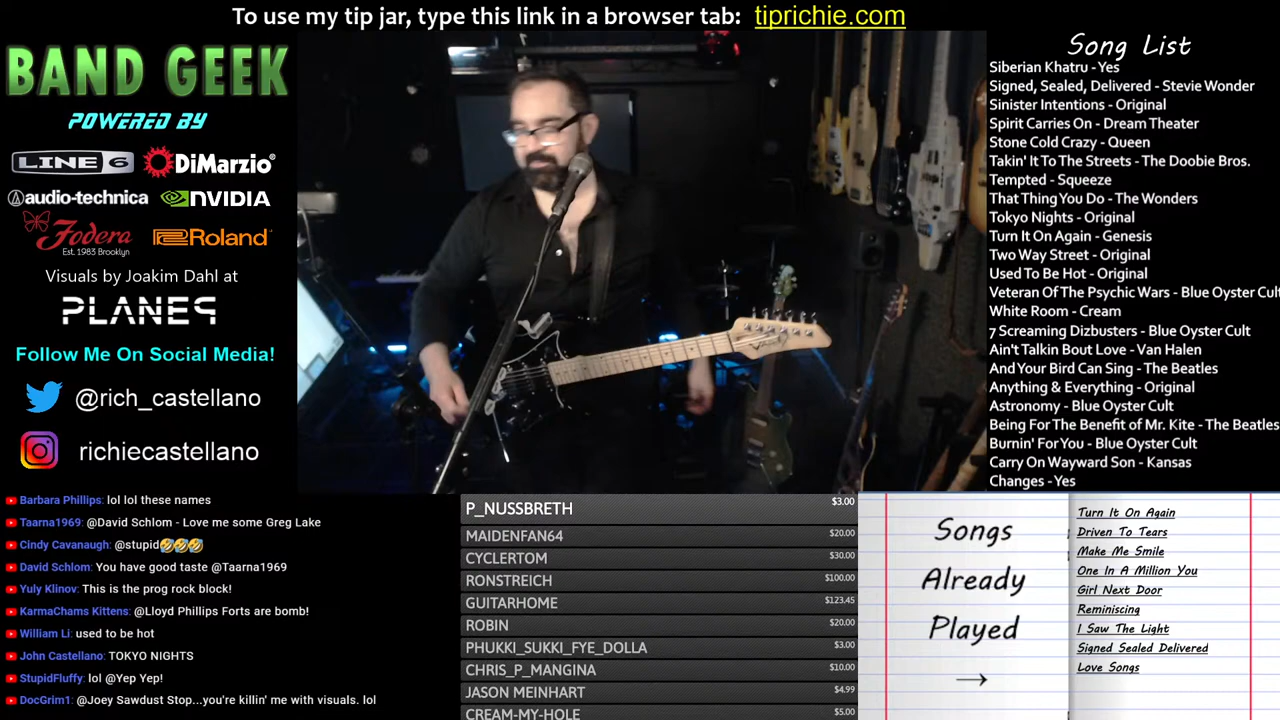 To use my tip jar, type this link in a browser tab: tiprichie.com
BAND GEEK
POWERED BY
LINE 6
DiMarzio
audio-technica
NVIDIA
Fodera
Est. 1983 Brooklyn
Roland
Visuals by Joakim Dahl at
PLANE9
Follow Me On Social Media!
@rich_castellano
richiecastellano
Song List
Siberian Khatru - Yes
Signed, Sealed, Delivered - Stevie Wonder
Sinister Intentions - Original
Spirit Carries On - Dream Theater
Stone Cold Crazy - Queen
Takin' It To The Streets - The Doobie Bros.
Tempted - Squeeze
That Thing You Do - The Wonders
Tokyo Nights - Original
Turn It On Again - Genesis
Two Way Street - Original
Used To Be Hot - Original
Veteran Of The Psychic Wars - Blue Oyster Cult
White Room - Cream
7 Screaming Dizbusters - Blue Oyster Cult
Ain't Talkin Bout Love - Van Halen
And Your Bird Can Sing - The Beatles
Anything & Everything - Original
Astronomy - Blue Oyster Cult
Being For The Benefit of Mr. Kite - The Beatles
Burnin' For You - Blue Oyster Cult
Carry On Wayward Son - Kansas
Changes - Yes
Barbara Phillips: lol lol these names
Taarna1969: @David Schlom - Love me some Greg Lake
Cindy Cavanaugh: @stupid🤣🤣🤣
David Schlom: You have good taste @Taarna1969
Yuly Klinov: This is the prog rock block!
KarmaChams Kittens: @Lloyd Phillips Forts are bomb!
William Li: used to be hot
John Castellano: TOKYO NIGHTS
StupidFluffy: lol @Yep Yep!
DocGrim1: @Joey Sawdust Stop...you're killin' me with visuals. lol
P_NUSSBRETH $3.00
MAIDENFAN64 $20.00
CYCLERTOM $30.00
RONSTREICH $100.00
GUITARHOME $123.45
ROBIN $20.00
PHUKKI_SUKKI_FYE_DOLLA $3.00
CHRIS_P_MANGINA $10.00
JASON MEINHART $4.99
CREAM-MY-HOLE $5.00
Songs
Already
Played
→
Turn It On Again
Driven To Tears
Make Me Smile
One In A Million You
Girl Next Door
Reminiscing
I Saw The Light
Signed Sealed Delivered
Love Songs